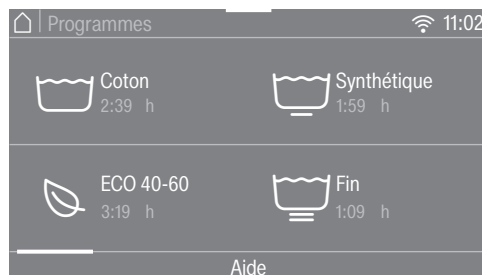 Programmes 11:02
Coton Synthétique
2:39 h 1:59 h
ECO 40-60 Fin
3:19 h 1:09 h
Aide